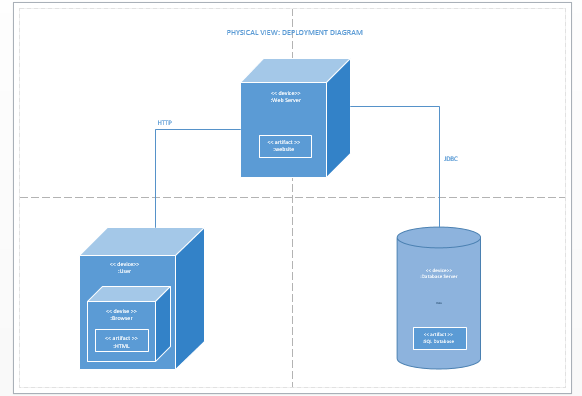 PHYSICAL VIEW: DEPLOYMENT DIAGRAM
<< device>>
:Web Server
<< artifact >>
:website
HTTP
JDBC
<< device>>
:User
<< device >>
:Browser
<< artifact >>
:HTML
<< device>>
:Database Server
<< artifact>>
:SQL Database